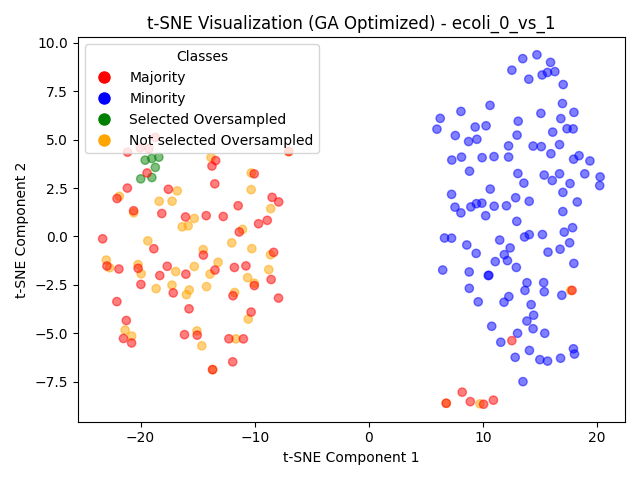 t-SNE Visualization (GA Optimized) - ecoli_0_vs_1
Classes
Majority
Minority
Selected Oversampled
Not selected Oversampled
10.0
7.5
5.0
2.5
0.0
−2.5
−5.0
−7.5
t-SNE Component 2
−20
−10
0
10
20
t-SNE Component 1